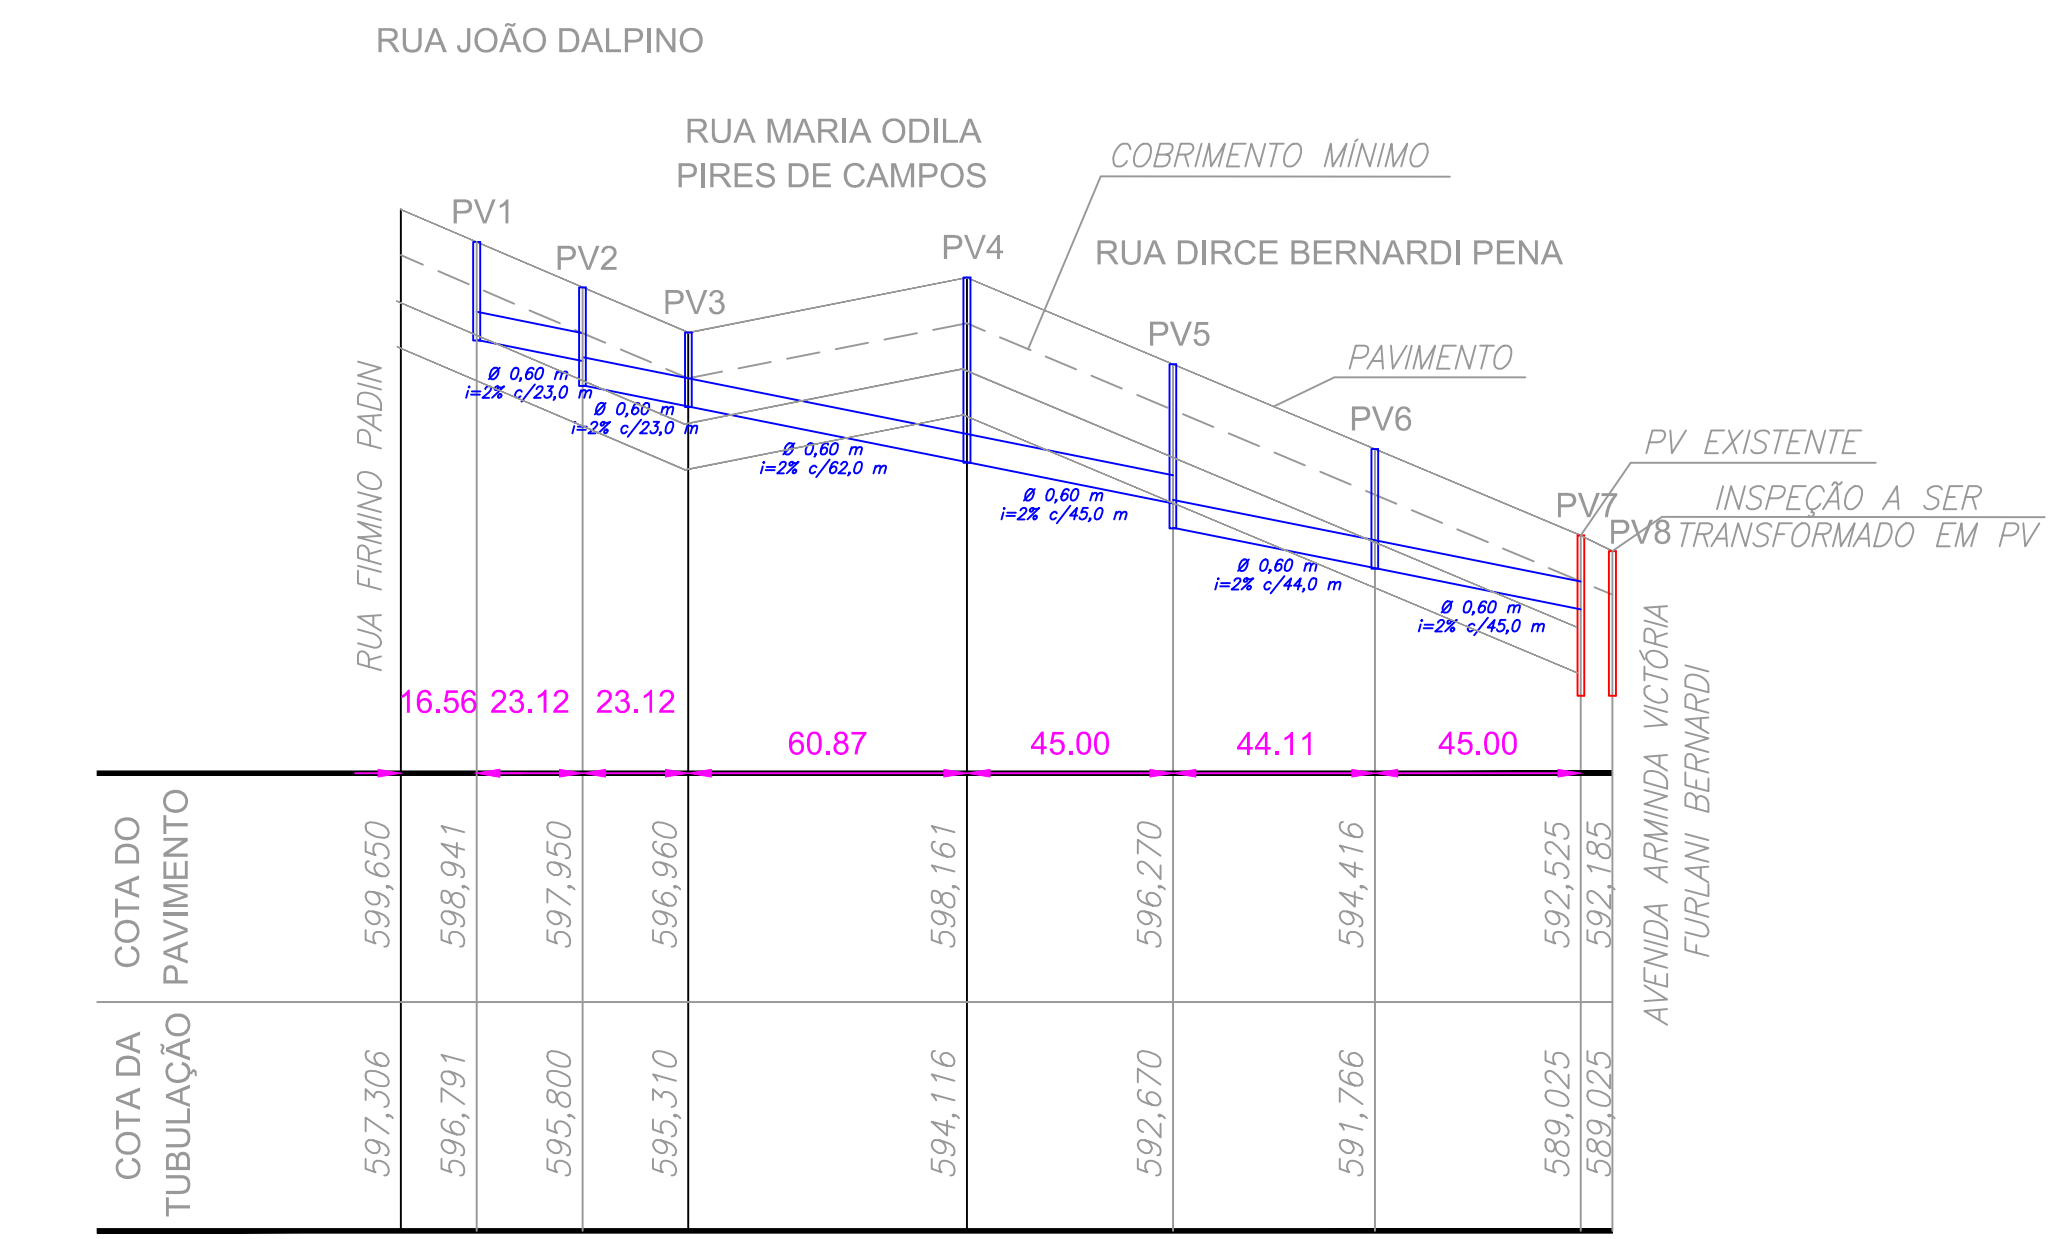 RUA JOÃO DALPINO
RUA MARIA ODILA
PIRES DE CAMPOS
COBRIMENTO MÍNIMO
PV1
PV2
PV3
PV4
RUA DIRCE BERNARDI PENA
PV5
PAVIMENTO
PV6
PV EXISTENTE
PV7
INSPEÇÃO A SER
TRANSFORMADO EM PV
PV8
Ø 0,60 m
i=2% c/23,0 m
Ø 0,60 m
i=2% c/23,0 m
Ø 0,60 m
i=2% c/62,0 m
Ø 0,60 m
i=2% c/45,0 m
Ø 0,60 m
i=2% c/44,0 m
Ø 0,60 m
i=2% c/45,0 m
RUA FIRMINO PADIN
AVENIDA ARMINDA VICTÓRIA
FURLANI BERNARDI
16.56
23.12
23.12
60.87
45.00
44.11
45.00
COTA DO
PAVIMENTO
599,650
598,941
597,950
596,960
598,161
596,270
594,416
592,525
592,185
COTA DA
TUBULAÇÃO
597,306
596,791
595,800
595,310
594,116
592,670
591,766
589,025
589,025